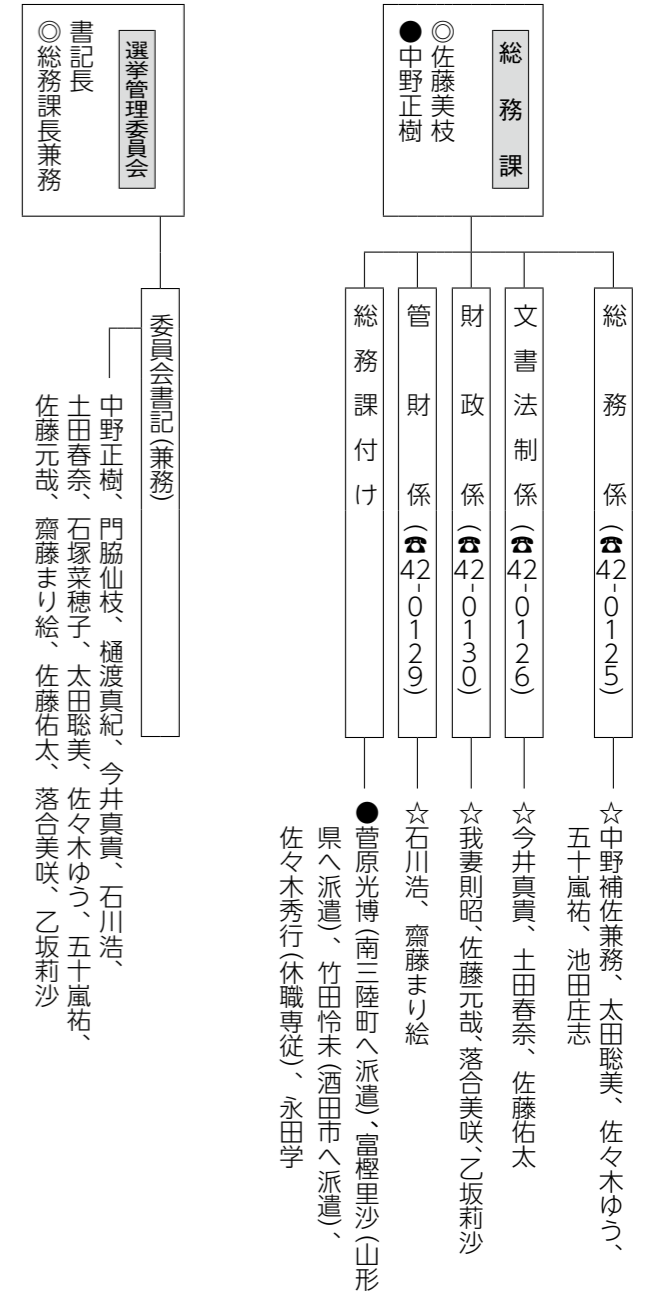 総務課
◎佐藤美枝
●中野正樹
総務係(☎42-0125)
☆中野補佐兼務、太田聡美、佐々木ゆう、
五十嵐祐、池田庄志
文書法制係(☎42-0126)
☆今井真貴、土田春奈、佐藤佑太
財政係(☎42-0130)
☆我妻則昭、佐藤元哉、落合美咲、乙坂莉沙
管財係(☎42-0129)
☆石川浩、齋藤まり絵
総務課付け
●菅原光博(南三陸町へ派遣)、富樫里沙(山形
県へ派遣)、竹田怜未(酒田市へ派遣)、
佐々木秀行(休職専従)、永田学
選挙管理委員会
書記長
◎総務課長兼務
委員会書記(兼務)
中野正樹、門脇仙枝、樋渡真紀、今井真貴、石川浩、
土田春奈、石塚菜穂子、太田聡美、佐々木ゆう、五十嵐祐、
佐藤元哉、齋藤まり絵、佐藤佑太、落合美咲、乙坂莉沙